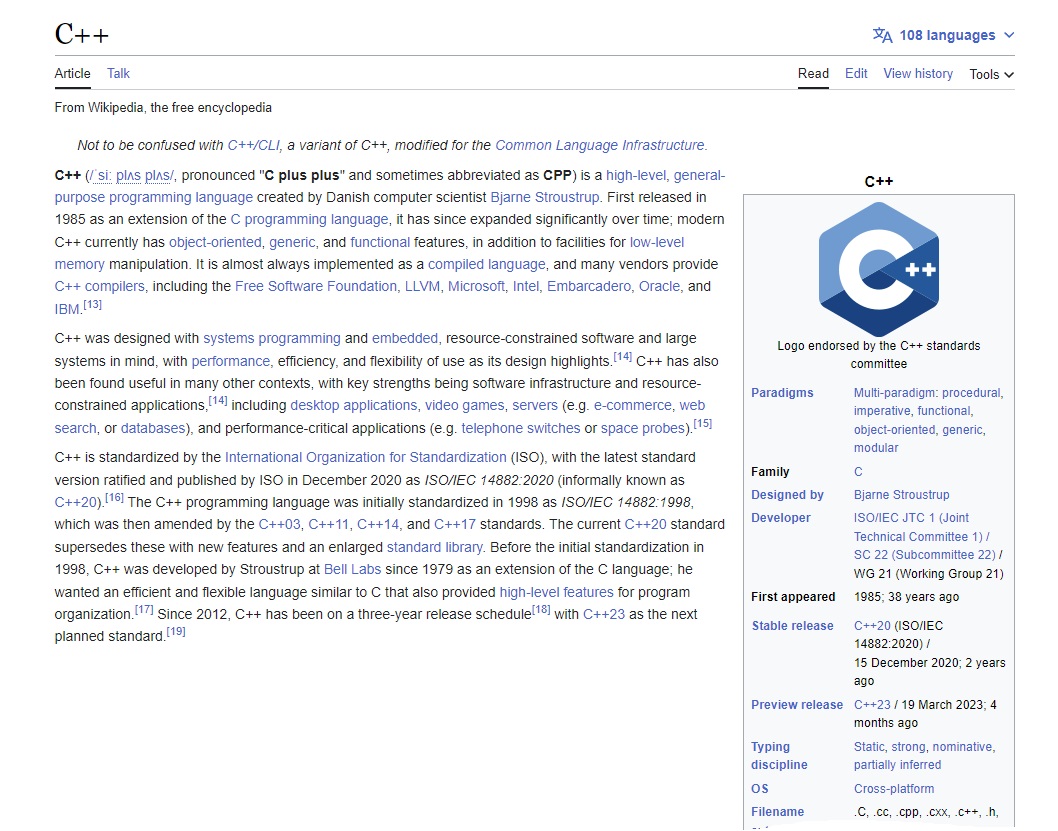 C++
108 languages
Article Talk
Read Edit View history Tools
From Wikipedia, the free encyclopedia
Not to be confused with C++/CLI, a variant of C++, modified for the Common Language Infrastructure.
C++ (/ˈsiː plʌs plʌs/, pronounced "C plus plus" and sometimes abbreviated as CPP) is a high-level, general-
purpose programming language created by Danish computer scientist Bjarne Stroustrup. First released in
1985 as an extension of the C programming language, it has since expanded significantly over time; modern
C++ currently has object-oriented, generic, and functional features, in addition to facilities for low-level
memory manipulation. It is almost always implemented as a compiled language, and many vendors provide
C++ compilers, including the Free Software Foundation, LLVM, Microsoft, Intel, Embarcadero, Oracle, and
IBM.[13]
C++ was designed with systems programming and embedded, resource-constrained software and large
systems in mind, with performance, efficiency, and flexibility of use as its design highlights.[14] C++ has also
been found useful in many other contexts, with key strengths being software infrastructure and resource-
constrained applications,[14] including desktop applications, video games, servers (e.g. e-commerce, web
search, or databases), and performance-critical applications (e.g. telephone switches or space probes).[15]
C++ is standardized by the International Organization for Standardization (ISO), with the latest standard
version ratified and published by ISO in December 2020 as ISO/IEC 14882:2020 (informally known as
C++20).[16] The C++ programming language was initially standardized in 1998 as ISO/IEC 14882:1998,
which was then amended by the C++03, C++11, C++14, and C++17 standards. The current C++20 standard
supersedes these with new features and an enlarged standard library. Before the initial standardization in
1998, C++ was developed by Stroustrup at Bell Labs since 1979 as an extension of the C language; he
wanted an efficient and flexible language similar to C that also provided high-level features for program
organization.[17] Since 2012, C++ has been on a three-year release schedule[18] with C++23 as the next
planned standard.[19]
C++
C ++
Logo endorsed by the C++ standards
committee
Paradigms Multi-paradigm: procedural,
imperative, functional,
object-oriented, generic,
modular
Family C
Designed by Bjarne Stroustrup
Developer ISO/IEC JTC 1 (Joint
Technical Committee 1) /
SC 22 (Subcommittee 22) /
WG 21 (Working Group 21)
First appeared 1985; 38 years ago
Stable release C++20 (ISO/IEC
14882:2020) /
15 December 2020; 2 years
ago
Preview release C++23 / 19 March 2023; 4
months ago
Typing Static, strong, nominative,
discipline partially inferred
OS Cross-platform
Filename .C, .cc, .cpp, .cxx, .c++, .h,